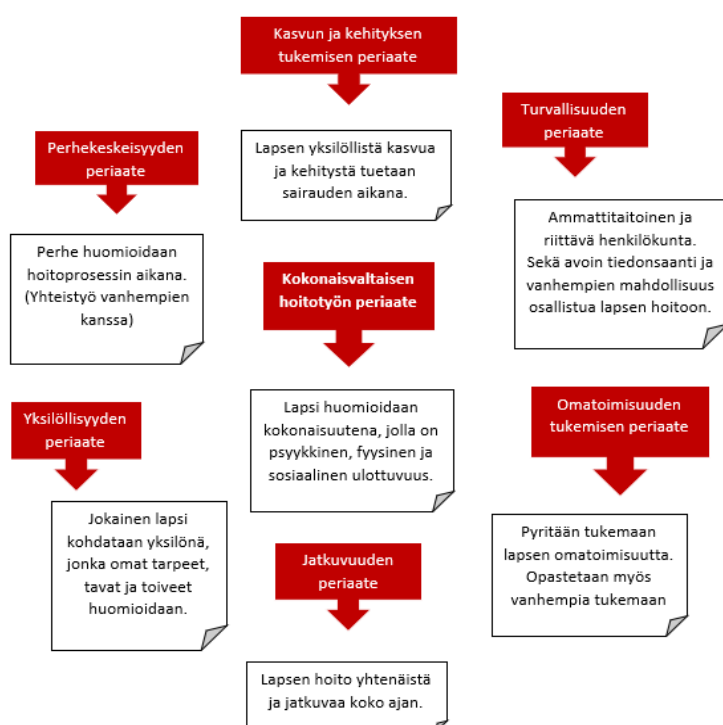 Kasvun ja kehityksen
tukemisen periaate
Lapsen yksilöllistä kasvua
ja kehitystä tuetaan
sairauden aikana.
Turvallisuuden
periaate
Ammattitaitoinen ja
riittävä henkilökunta.
Sekä avoin tiedonsaanti ja
vanhempien mahdollisuus
osallistua lapsen hoitoon.
Perhekeskeisyyden
periaate
Perhe huomioidaan
hoitoprosessin aikana.
(Yhteistyö vanhempien
kanssa)
Kokonaisvaltaisen
hoitotyön periaate
Lapsi huomioidaan
kokonaisuutena, jolla on
psyykkinen, fyysinen ja
sosiaalinen ulottuvuus.
Yksilöllisyyden
periaate
Jokainen lapsi
kohdataan yksilönä,
jonka omat tarpeet,
tavat ja toiveet
huomioidaan.
Omatoimisuuden
tukemisen periaate
Pyritään tukemaan
lapsen omatoimisuutta.
Opastetaan myös
vanhempia tukemaan
Jatkuvuuden
periaate
Lapsen hoito yhtenäistä
ja jatkuvaa koko ajan.